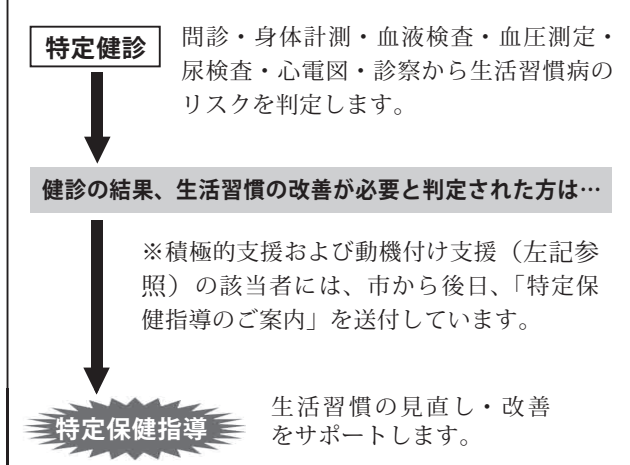 特定健診
問診・身体計測・血液検査・血圧測定・
尿検査・心電図・診察から生活習慣病の
リスクを判定します。
健診の結果、生活習慣の改善が必要と判定された方は…
※積極的支援および動機付け支援（左記参
照）の該当者には、市から後日、「特定保
健指導のご案内」を送付しています。
特定保健指導
生活習慣の見直し・改善
をサポートします。